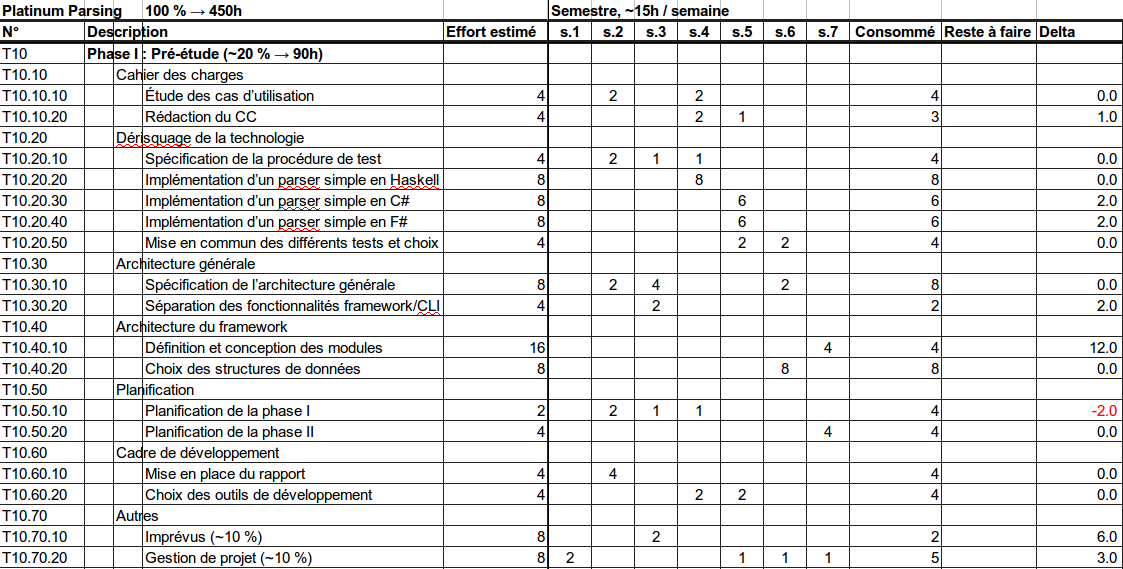 Platinum Parsing 100 % → 450h Semestre, ~15h / semaine
N° Description Effort estimé s.1 s.2 s.3 s.4 s.5 s.6 s.7 Consommé Reste à faire Delta
T10 Phase I : Pré-étude (~20 % → 90h)
T10.10 Cahier des charges
T10.10.10 Étude des cas d'utilisation 4 2 2 4 0.0
T10.10.20 Rédaction du CC 4 2 1 3 1.0
T10.20 Dérisquage de la technologie
T10.20.10 Spécification de la procédure de test 4 2 1 1 4 0.0
T10.20.20 Implémentation d'un parser simple en Haskell 8 8 8 0.0
T10.20.30 Implémentation d'un parser simple en C# 8 6 6 2.0
T10.20.40 Implémentation d'un parser simple en F# 8 6 6 2.0
T10.20.50 Mise en commun des différents tests et choix 4 2 2 4 0.0
T10.30 Architecture générale
T10.30.10 Spécification de l'architecture générale 8 2 4 2 8 0.0
T10.30.20 Séparation des fonctionnalités framework/CLI 4 2 2 2.0
T10.40 Architecture du framework
T10.40.10 Définition et conception des modules 16 4 4 12.0
T10.40.20 Choix des structures de données 8 8 8 0.0
T10.50 Planification
T10.50.10 Planification de la phase I 2 2 1 1 4 -2.0
T10.50.20 Planification de la phase II 4 4 4 0.0
T10.60 Cadre de développement
T10.60.10 Mise en place du rapport 4 4 4 0.0
T10.60.20 Choix des outils de développement 4 2 2 4 0.0
T10.70 Autres
T10.70.10 Imprévus (~10 %) 8 2 2 6.0
T10.70.20 Gestion de projet (~10 %) 8 2 1 1 1 5 3.0